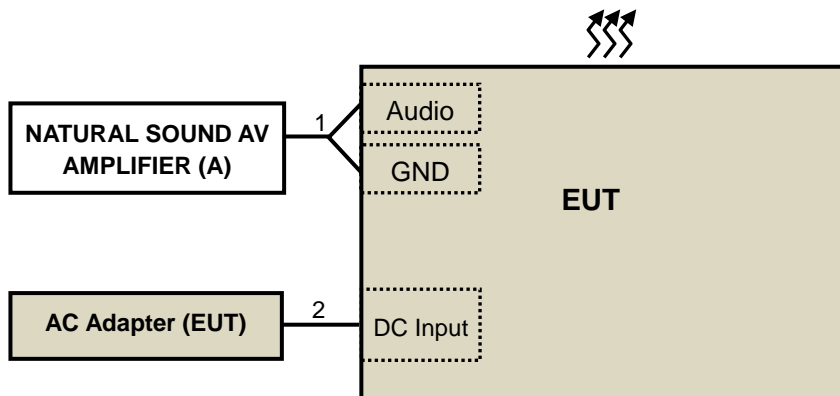 NATURAL SOUND AV
AMPLIFIER (A)
1
Audio
GND
EUT
AC Adapter (EUT)
2
DC Input